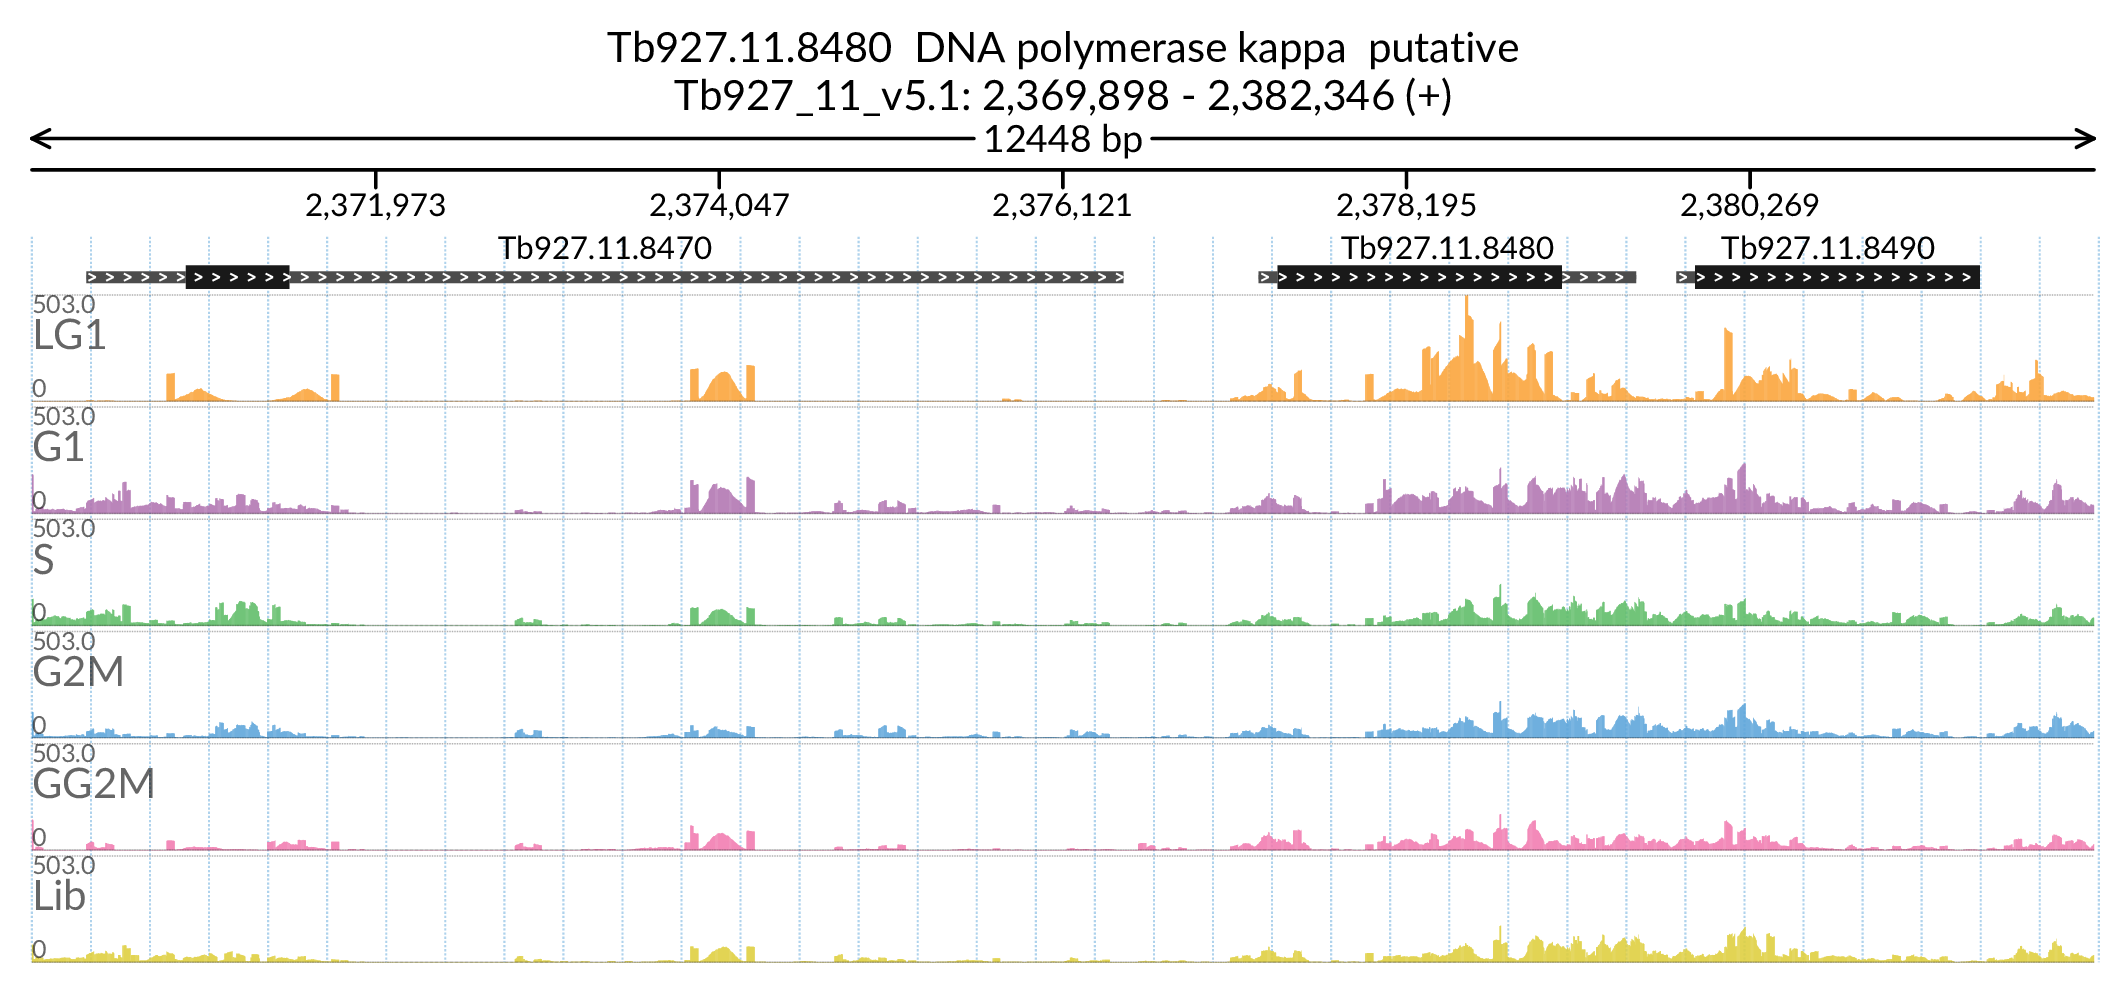 Tb927.11.8480 DNA polymerase kappa putative
Tb927_11_v5.1: 2,369,898 - 2,382,346 (+)
12448 bp
2,371,973 2,374,047 2,376,121 2,378,195 2,380,269
Tb927.11.8470 Tb927.11.8480 Tb927.11.8490
503.0
LG1
0
503.0
G1
0
503.0
S
0
503.0
G2M
0
503.0
GG2M
0
503.0
Lib
0